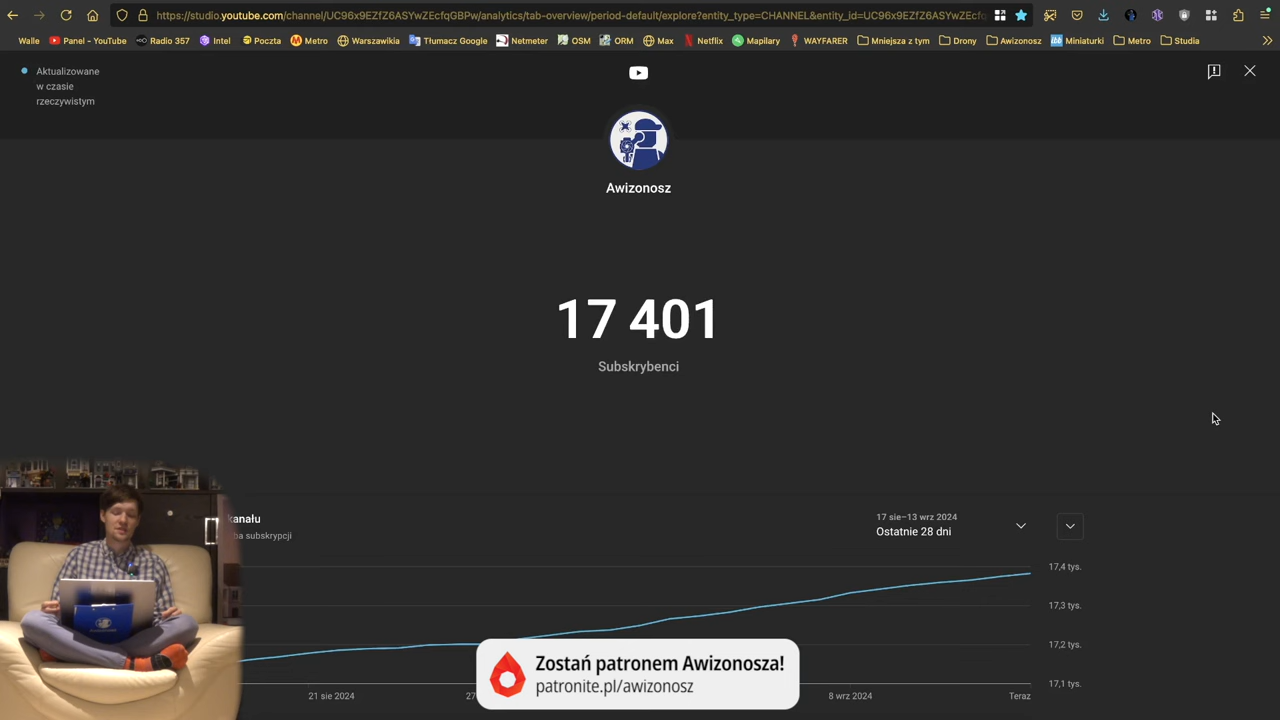 https://studio.youtube.com/channel/UC96x9EZfZ6ASYwZEcfqGBPw/analytics/tab-overview/period-default/explore?entity_type=CHANNEL&entity_id=UC96x9EZfZ6ASYwZEcfqG
Walle Panel - YouTube Radio 357 Intel Poczta Metro Warszawikia Tłumacz Google Netmeter OSM ORM Max Netflix Mapilary WAYFARER Mniejsza z tym Drony Awizonosz Miniaturki Metro Studia
Aktualizowane
w czasie
rzeczywistym
Awizonosz
17 401
Subskrybenci
kanału
ba subskrypcji
17 sie–13 wrz 2024
Ostatnie 28 dni
17,4 tys.
17,3 tys.
17,2 tys.
17,1 tys.
21 sie 2024
27
8 wrz 2024
Teraz
Zostań patronem Awizonosza!
patronite.pl/awizonosz